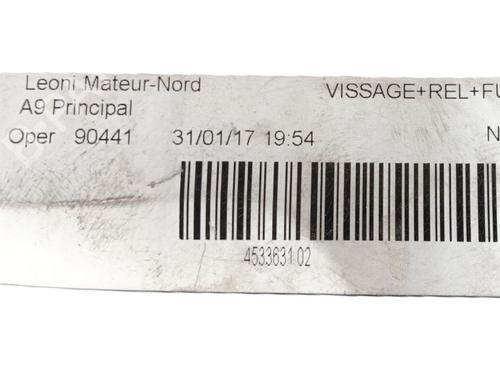 Leoni Mateur-Nord VISSAGE+REL+FU
A9 Principal
Oper 90441 31/01/17 19:54 N
453363102